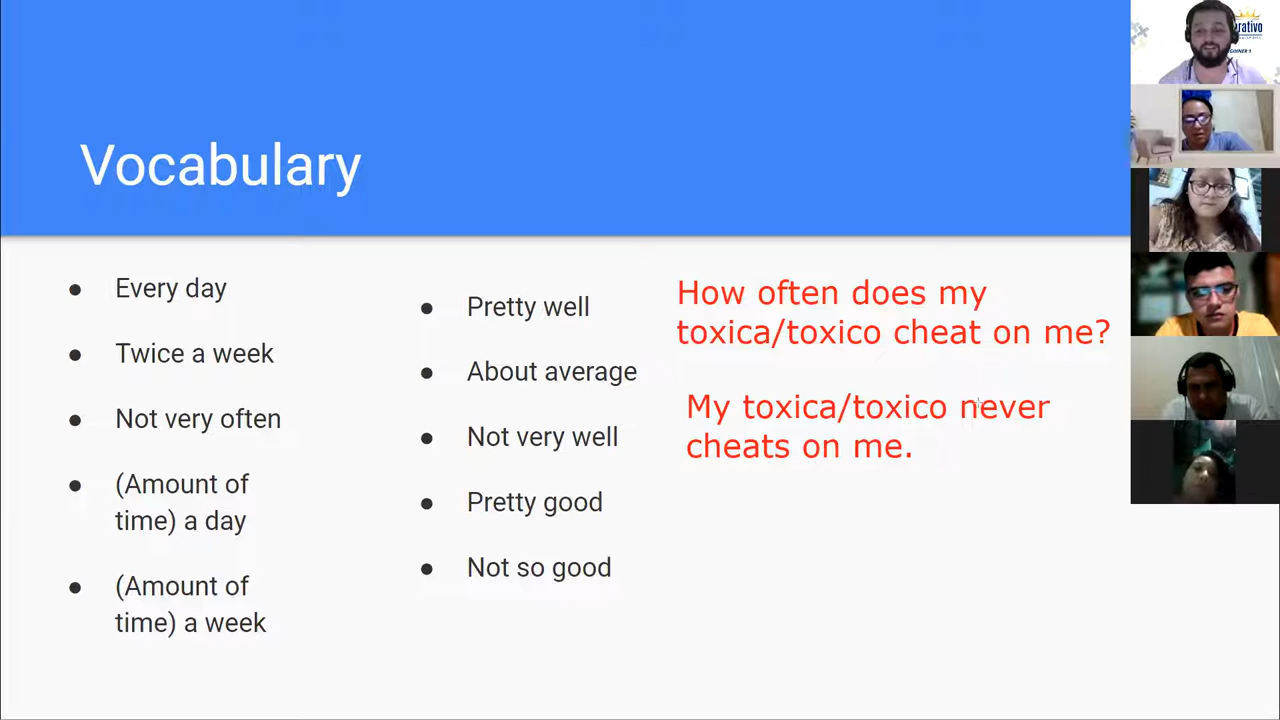 Vocabulary
Every day
Twice a week
Not very often
(Amount of
time) a day
(Amount of
time) a week
Pretty well
About average
Not very well
Pretty good
Not so good
How often does my
toxica/toxico cheat on me?
My toxica/toxico never
cheats on me.